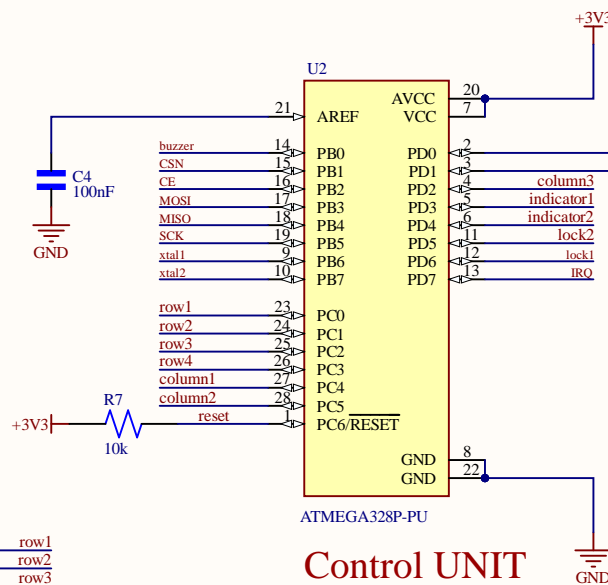 +3V3
U2
21 AREF
AVCC 20
VCC 7
C4
100nF
GND
buzzer 14 PB0
CSN 15 PB1
CE 16 PB2
MOSI 17 PB3
MISO 18 PB4
SCK 19 PB5
xtal1 9 PB6
xtal2 10 PB7
PD0 2
PD1 3
PD2 4 column3
PD3 5 indicator1
PD4 6 indicator2
PD5 11 lock2
PD6 12 lock1
PD7 13 IRQ
row1 23 PC0
row2 24 PC1
row3 25 PC2
row4 26 PC3
column1 27 PC4
column2 28 PC5
+3V3 R7 reset 1 PC6/RESET
10k
GND 8
GND 22
ATMEGA328P-PU
Control UNIT
GND
row1
row2
row3